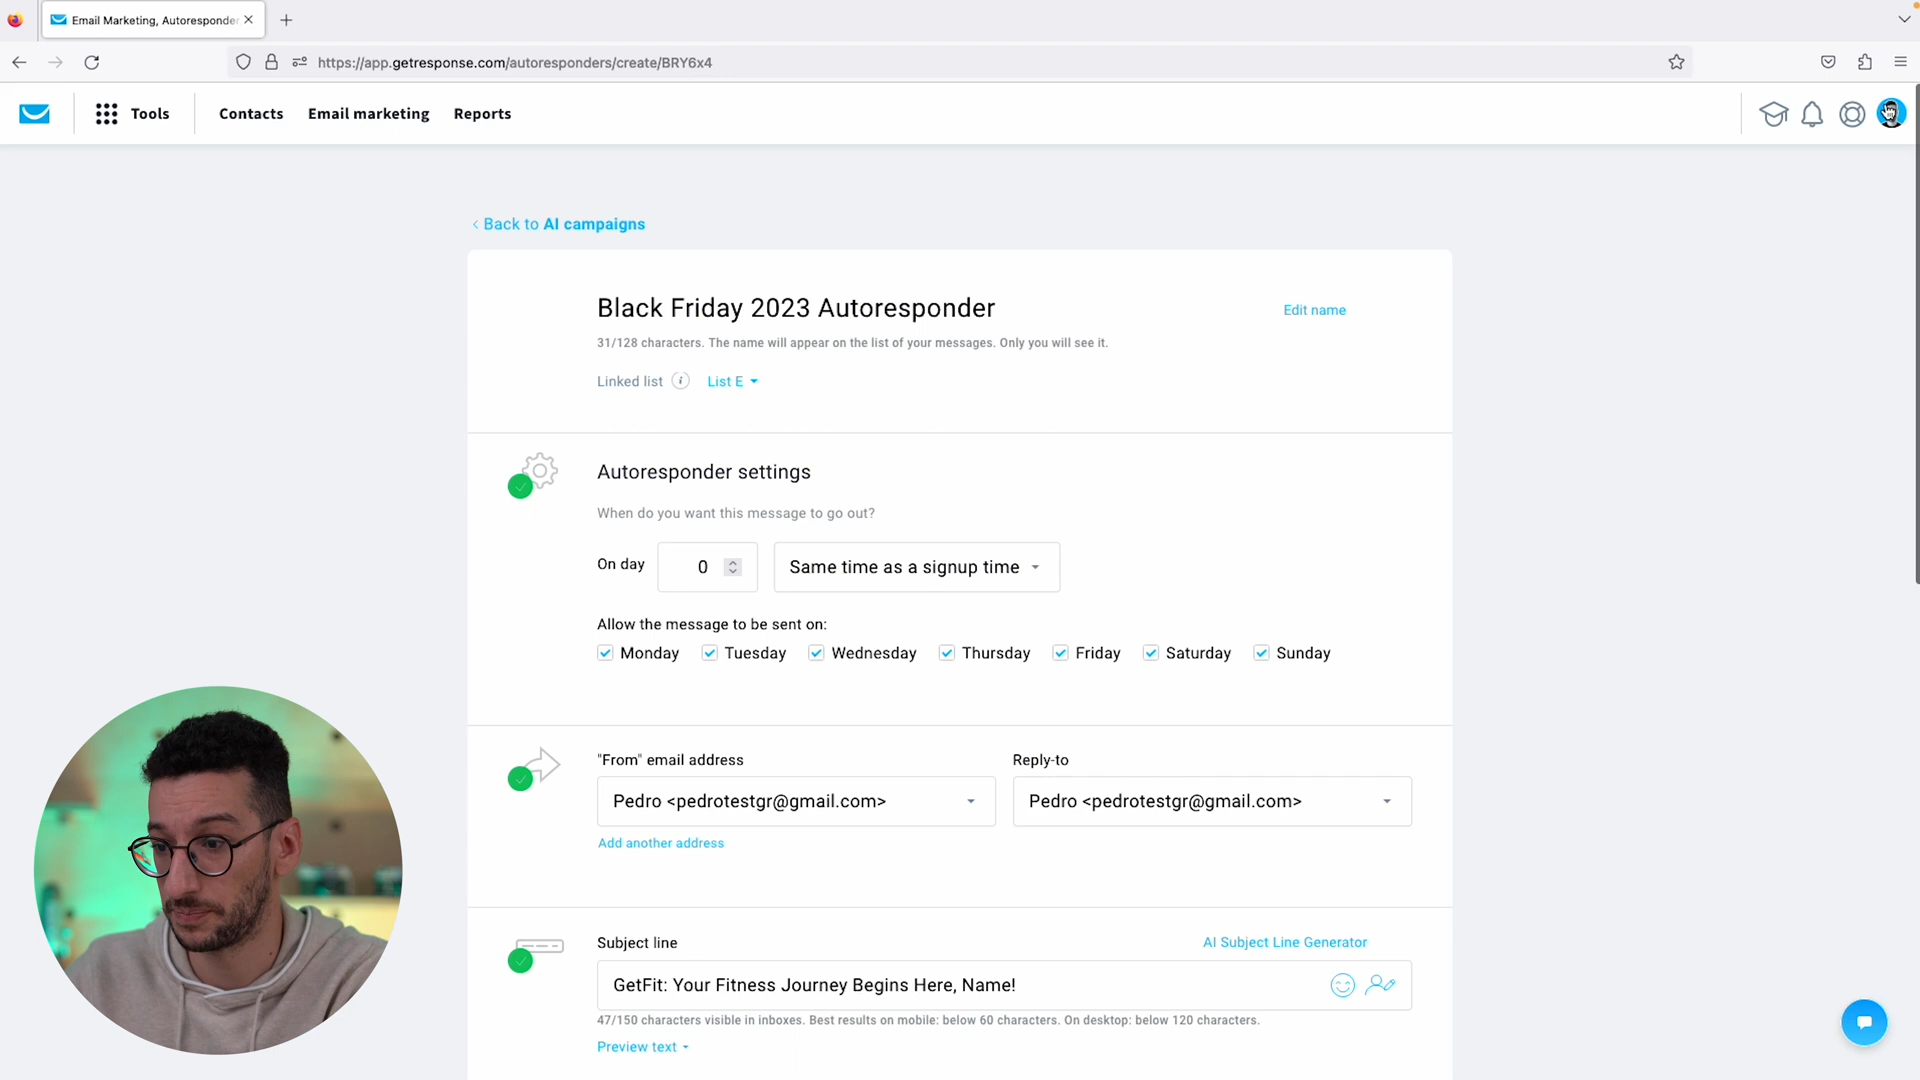 Email Marketing, Autoresponder
https://app.getresponse.com/autoresponders/create/BRY6x4
Tools
Contacts
Email marketing
Reports
Back to AI campaigns
Black Friday 2023 Autoresponder
Edit name
31/128 characters. The name will appear on the list of your messages. Only you will see it.
Linked list
List E
Autoresponder settings
When do you want this message to go out?
On day
0
Same time as a signup time
Allow the message to be sent on:
Monday
Tuesday
Wednesday
Thursday
Friday
Saturday
Sunday
"From" email address
Reply-to
Pedro <pedrotestgr@gmail.com>
Pedro <pedrotestgr@gmail.com>
Add another address
Subject line
AI Subject Line Generator
GetFit: Your Fitness Journey Begins Here, Name!
47/150 characters visible in inboxes. Best results on mobile: below 60 characters. On desktop: below 120 characters.
Preview text